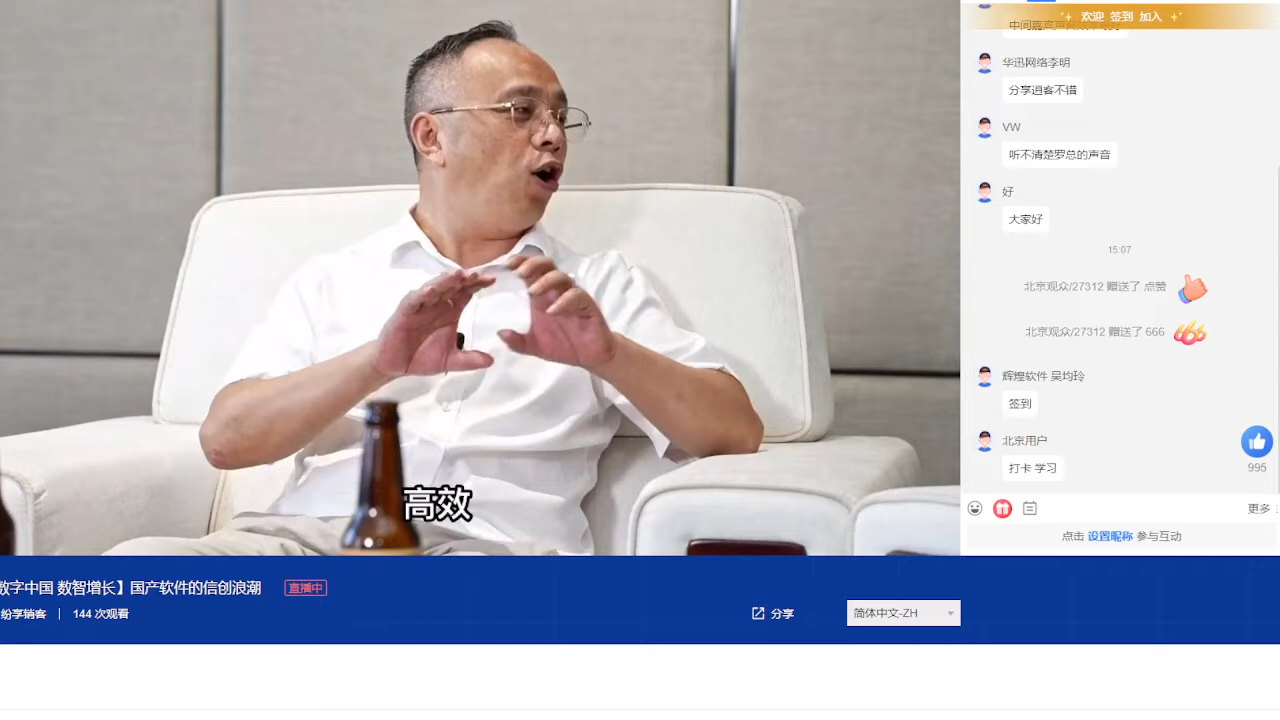 高效
数字中国 数智增长】国产软件的信创浪潮
直播中
纷享销客 | 144 次观看
分享
简体中文-ZH
欢迎 签到 加入
华迅网络李明
分享逍客不错
VW
听不清楚罗总的声音
好
大家好
15:07
北京观众/27312 赠送了 点赞
北京观众/27312 赠送了 666
666
辉煌软件 吴均玲
签到
北京用户
打卡 学习
995
更多
点击 设置昵称 参与互动